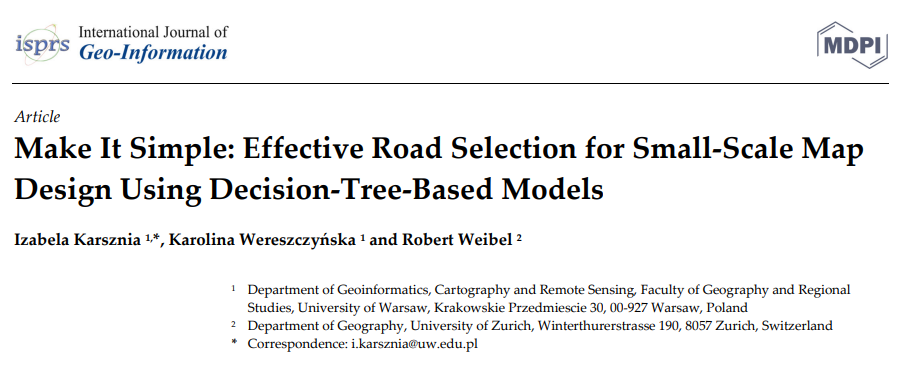 isprs
International Journal of
Geo-Information
MDPI
Article
Make It Simple: Effective Road Selection for Small-Scale Map
Design Using Decision-Tree-Based Models
Izabela Karsznia 1,*, Karolina Wereszczyńska 1 and Robert Weibel 2
1 Department of Geoinformatics, Cartography and Remote Sensing, Faculty of Geography and Regional
Studies, University of Warsaw, Krakowskie Przedmiescie 30, 00-927 Warsaw, Poland
2 Department of Geography, University of Zurich, Winterthurerstrasse 190, 8057 Zurich, Switzerland
* Correspondence: i.karsznia@uw.edu.pl